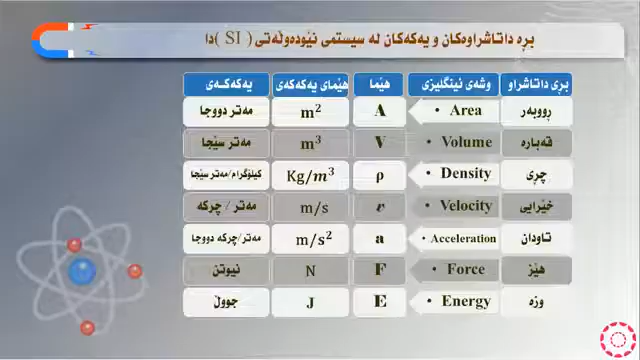 بڕە داتاشراوەکان و یەکەکان لە سیستمی نێودەوڵەتی ( SI )دا
بڕی داتاشراو وشەی ئینگلیزی هێما هێمای یەکەکەی یەکەکەی
ڕووبەر • Area A m² مەتر دووجا
قەبارە • Volume V m³ مەتر سێجا
چڕی • Density ρ Kg/m³ کیلۆگرام/مەتر سێجا
خێرایی • Velocity v m/s مەتر / چرکە
تاودان • Acceleration a m/s² مەتر/چرکە دووجا
هێز • Force F N نیوتن
وزە • Energy E J جووڵ